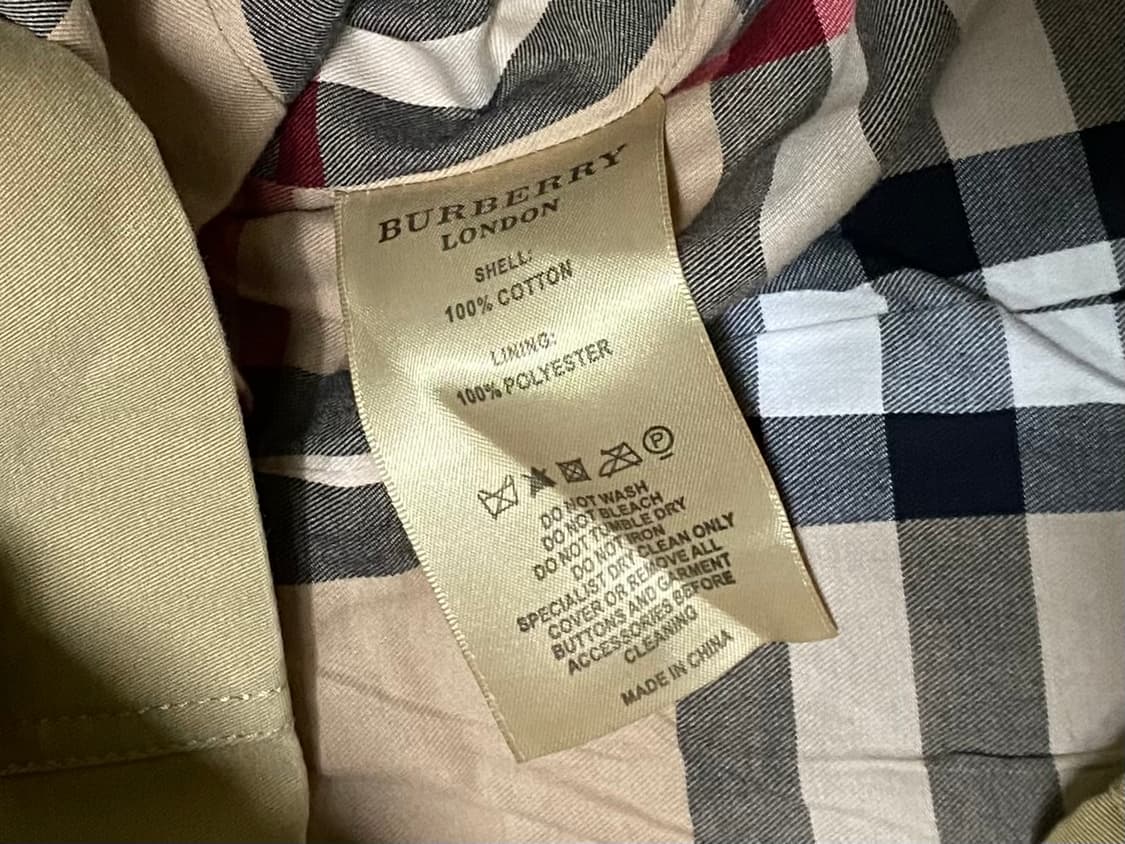 BURBERRY
LONDON
SHELL:
100% COTTON
LINING:
100% POLYESTER
P
DO NOT WASH
DO NOT BLEACH
DO NOT TUMBLE DRY
DO NOT IRON
SPECIALIST DRY CLEAN ONLY
COVER OR REMOVE ALL
BUTTONS AND GARMENT
ACCESSORIES BEFORE
CLEANING
MADE IN CHINA